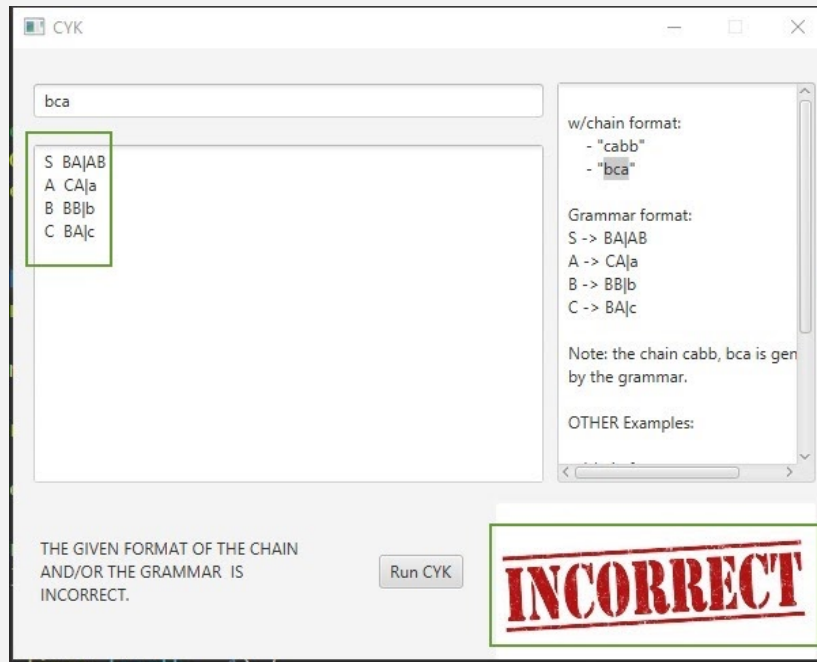 CYK
bca
S BA|AB
A CA|a
B BB|b
C BA|c
w/chain format:
- "cabb"
- "bca"
Grammar format:
S -> BA|AB
A -> CA|a
B -> BB|b
C -> BA|c
Note: the chain cabb, bca is gen
by the grammar.
OTHER Examples:
THE GIVEN FORMAT OF THE CHAIN
AND/OR THE GRAMMAR IS
INCORRECT.
Run CYK
INCORRECT